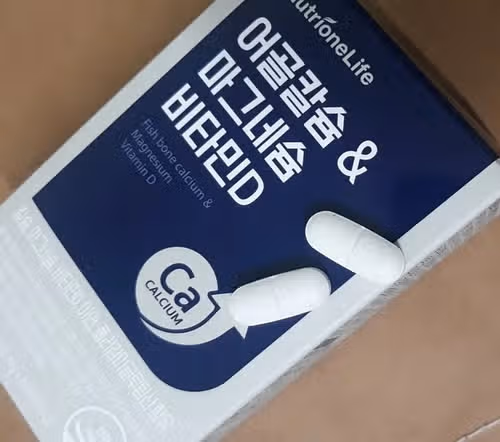 utrioneLife
어골칼슘 &
마그네슘
비타민D
Fish bone calcium &
Magnesium
Vitamin D
Ca
CALCIUM